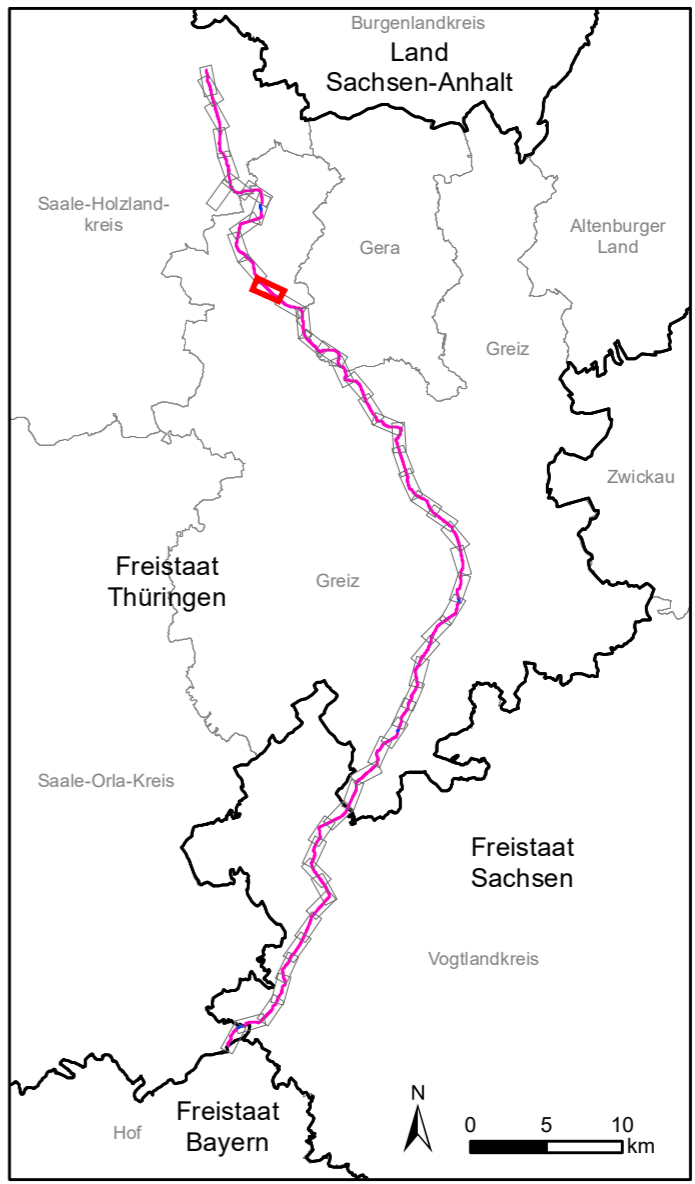 Burgenlandkreis
Land
Sachsen-Anhalt
Saale-Holzland-
kreis
Gera
Altenburger
Land
Greiz
Zwickau
Freistaat
Thüringen
Greiz
Saale-Orla-Kreis
Freistaat
Sachsen
Vogtlandkreis
Freistaat
Bayern
Hof
N
0 5 10
km